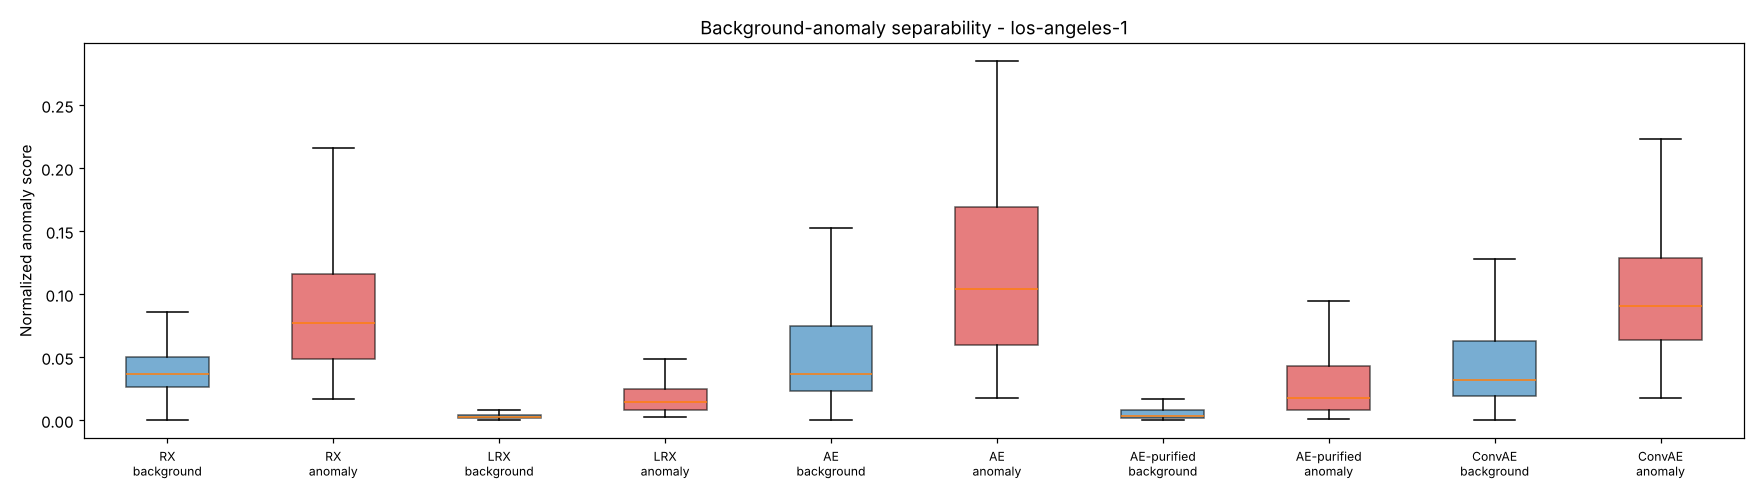 Background-anomaly separability - los-angeles-1
Normalized anomaly score
0.25
0.20
0.15
0.10
0.05
0.00
RX
background
RX
anomaly
LRX
background
LRX
anomaly
AE
background
AE
anomaly
AE-purified
background
AE-purified
anomaly
ConvAE
background
ConvAE
anomaly